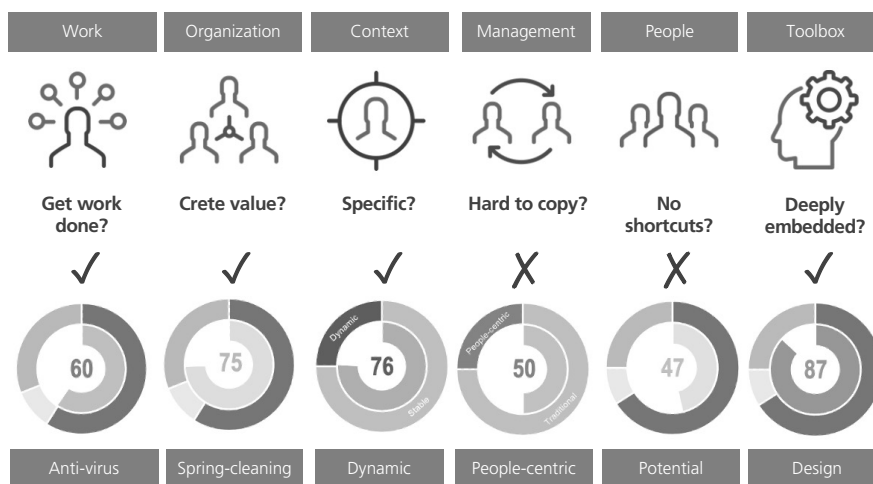 Work Organization Context Management People Toolbox
Get work Crete value? Specific? Hard to copy? No Deeply
done? shortcuts? embedded?
Dynamic People-centric
60 75 76 50 47 87
Stable Traditional
Anti-virus Spring-cleaning Dynamic People-centric Potential Design